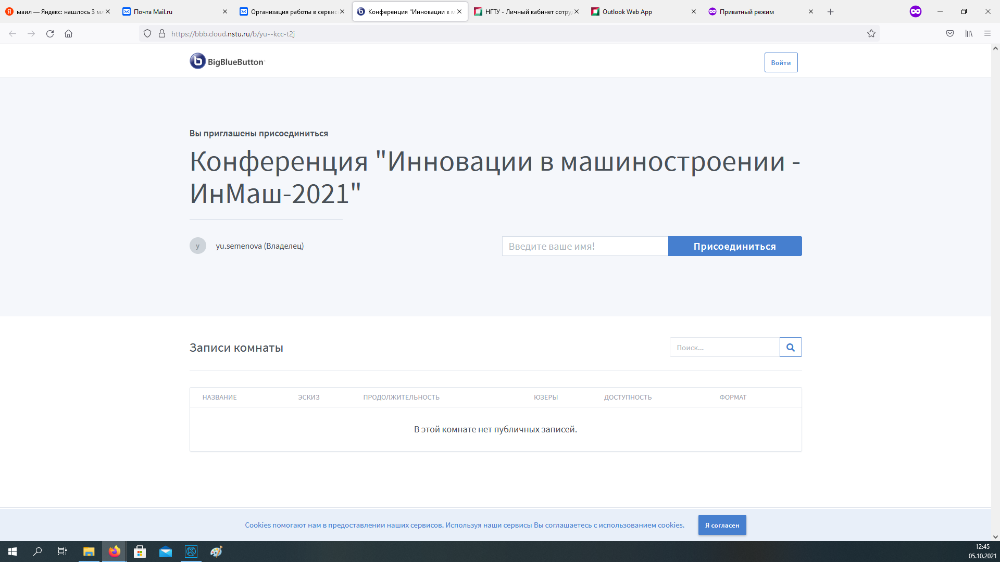 маил — Яндекс: нашлось 3 мл
Почта Mail.ru
Организация работы в сервис
Конференция "Инновации в м
НГТУ - Личный кабинет сотру
Outlook Web App
Приватный режим
https://bbb.cloud.nstu.ru/b/yu--kcc-t2j
b BigBlueButton
Войти
Вы приглашены присоединиться
Конференция "Инновации в машиностроении -
ИнМаш-2021"
y yu.semenova (Владелец)
Введите ваше имя!
Присоединиться
Записи комнаты
Поиск...
НАЗВАНИЕ ЭСКИЗ ПРОДОЛЖИТЕЛЬНОСТЬ ЮЗЕРЫ ДОСТУПНОСТЬ ФОРМАТ
В этой комнате нет публичных записей.
Cookies помогают нам в предоставлении наших сервисов. Используя наши сервисы Вы соглашаетесь с использованием cookies.
Я согласен
12:45
05.10.2021